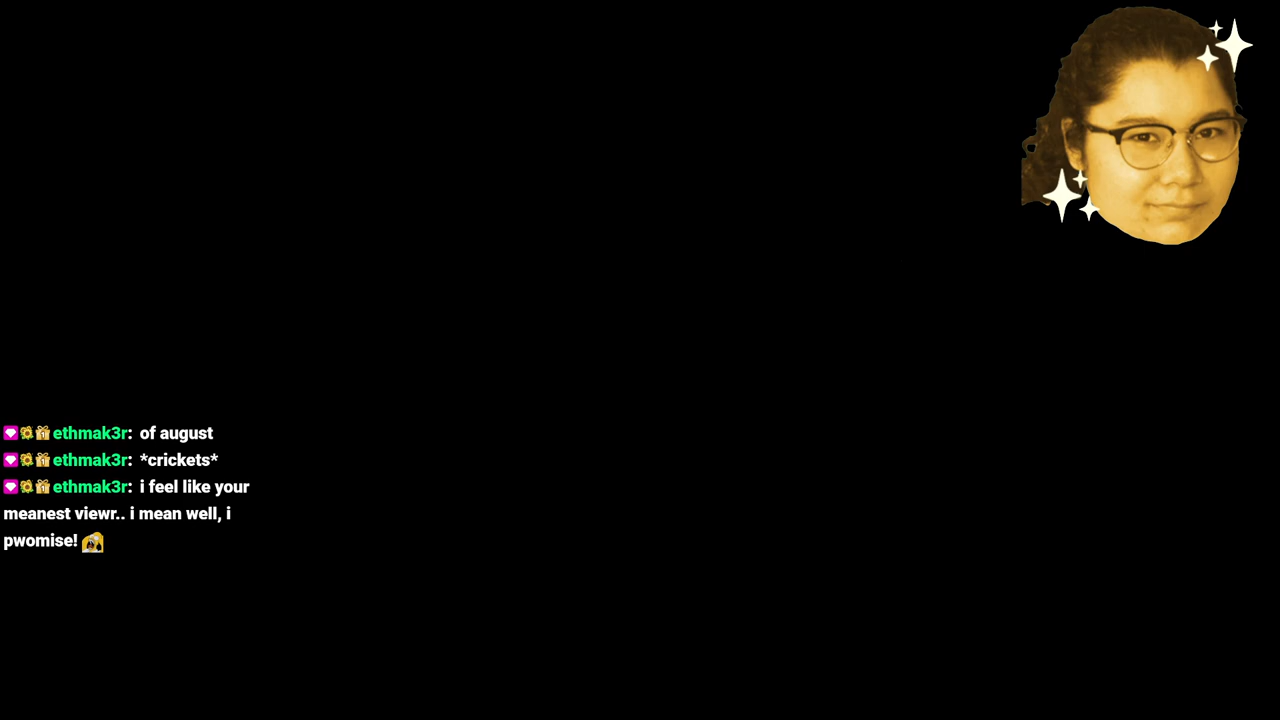 ethmak3r: of august
ethmak3r: *crickets*
ethmak3r: i feel like your
meanest viewr.. i mean well, i
pwomise!